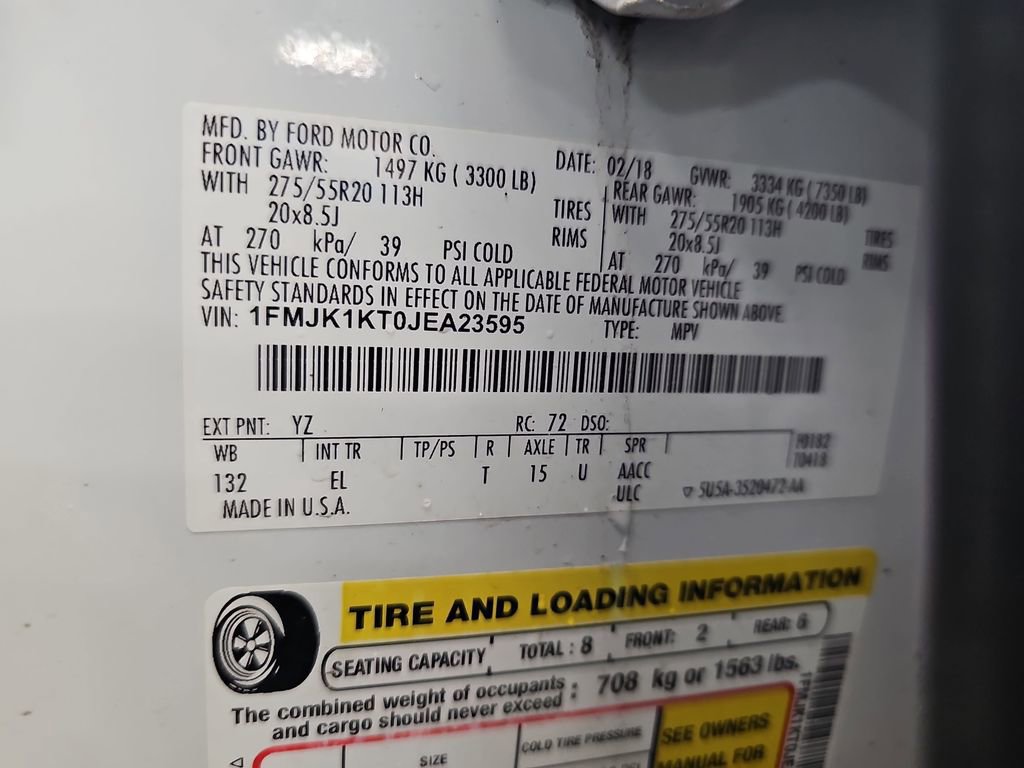 MFD. BY FORD MOTOR CO.
DATE: 02/18 GVWR: 3334 KG ( 7350 LB)
FRONT GAWR: 1497 KG ( 3300 LB) REAR GAWR: 1905 KG ( 4200 LB)
WITH 275/55R20 113H TIRES WITH 275/55R20 113H TIRES
20x8.5J RIMS 20x8.5J RIMS
AT 270 kPa/ 39 PSI COLD AT 270 kPa/ 39 PSI COLD
THIS VEHICLE CONFORMS TO ALL APPLICABLE FEDERAL MOTOR VEHICLE
SAFETY STANDARDS IN EFFECT ON THE DATE OF MANUFACTURE SHOWN ABOVE.
VIN: 1FMJK1KT0JEA23595 TYPE: MPV
EXT PNT: YZ RC: 72 DSO:
WB INT TR TP/PS R AXLE TR SPR F0182
T0418
132 EL T 15 U AACC
ULC 5U5A-3520472-AA
MADE IN U.S.A.
TIRE AND LOADING INFORMATION
SEATING CAPACITY TOTAL : 8 FRONT: 2 REAR: 6
The combined weight of occupants : 708 kg or 1563 lbs.
and cargo should never exceed
SIZE COLD TIRE PRESSURE SEE OWNERS
MANUAL FOR